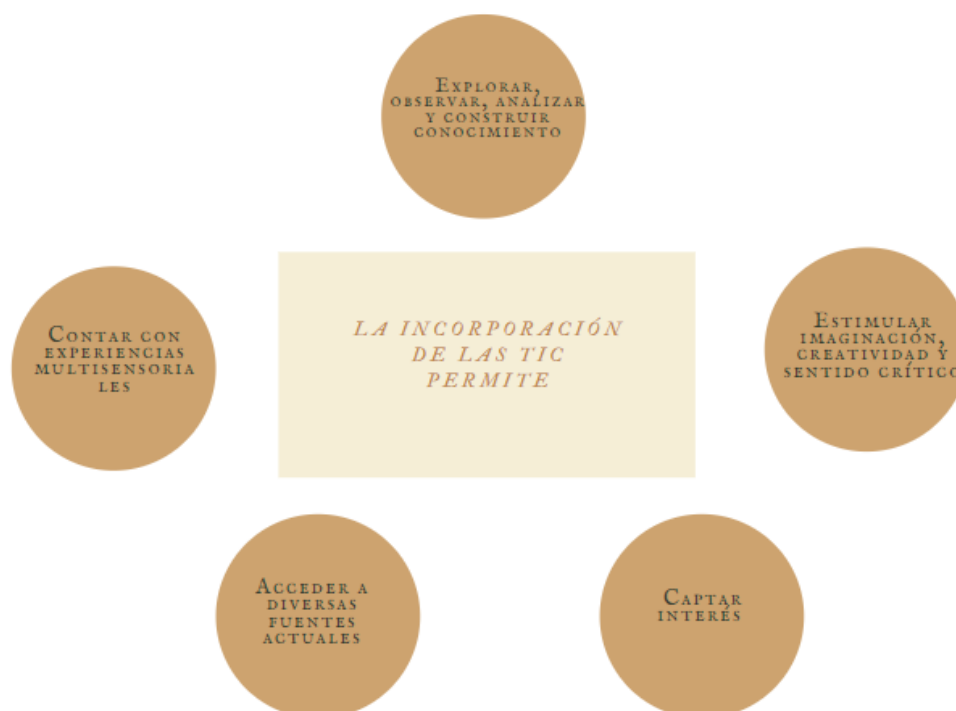 Explorar,
observar, analizar
y construir
conocimiento
LA INCORPORACIÓN
DE LAS TIC
PERMITE
Contar con
experiencias
multisensoria
les
Estimular
imaginación,
creatividad y
sentido crítico
Acceder a
diversas
fuentes
actuales
Captar
interés